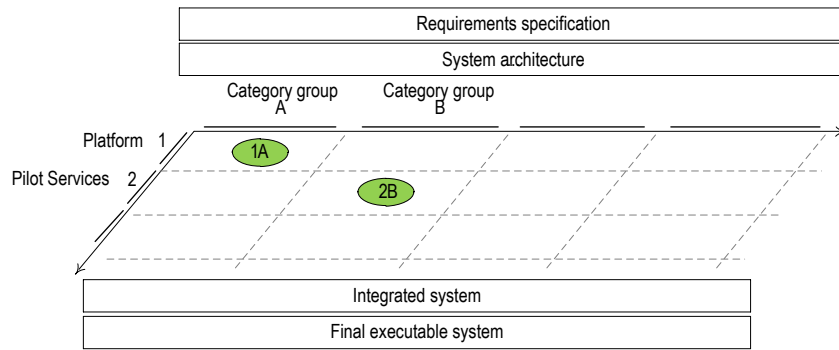 Requirements specification
System architecture
Category group
A
Category group
B
Platform 1
1A
Pilot Services 2
2B
Integrated system
Final executable system